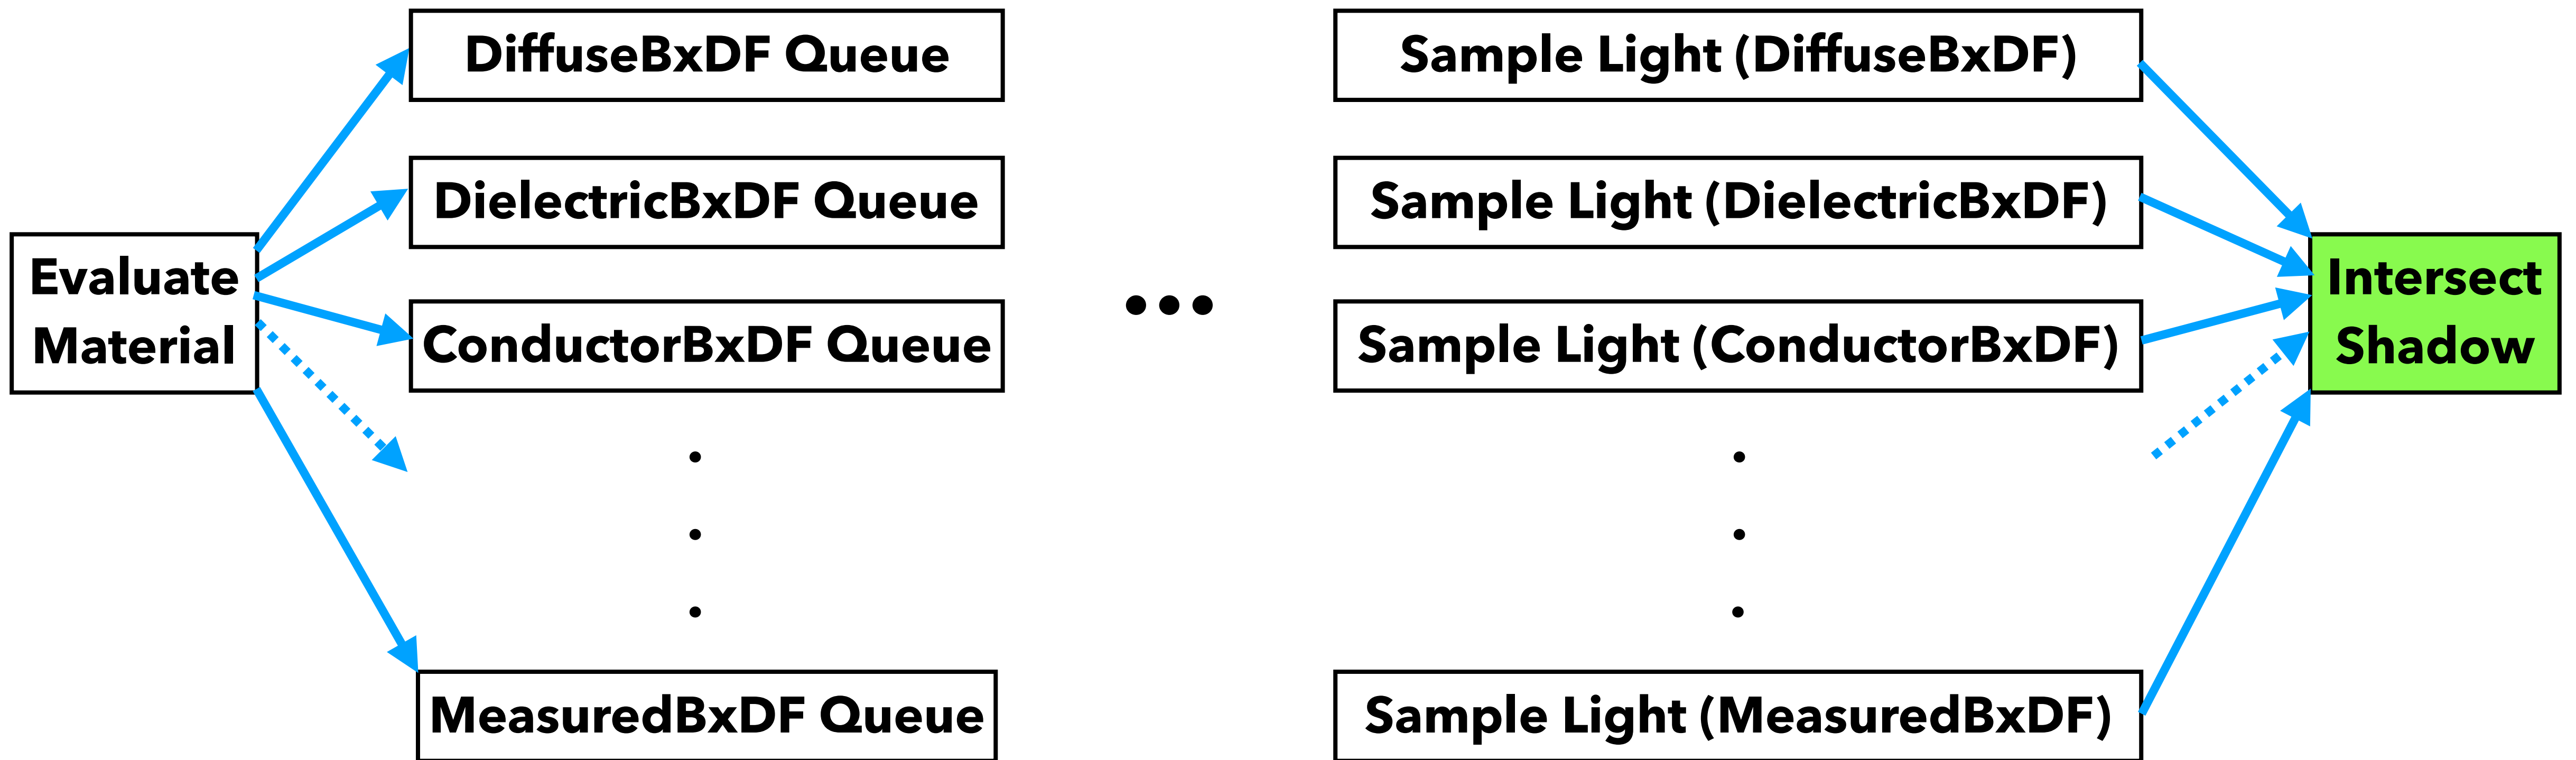 Evaluate
Material
DiffuseBxDF Queue
DielectricBxDF Queue
ConductorBxDF Queue
MeasuredBxDF Queue
Sample Light (DiffuseBxDF)
Sample Light (DielectricBxDF)
Sample Light (ConductorBxDF)
Sample Light (MeasuredBxDF)
Intersect
Shadow